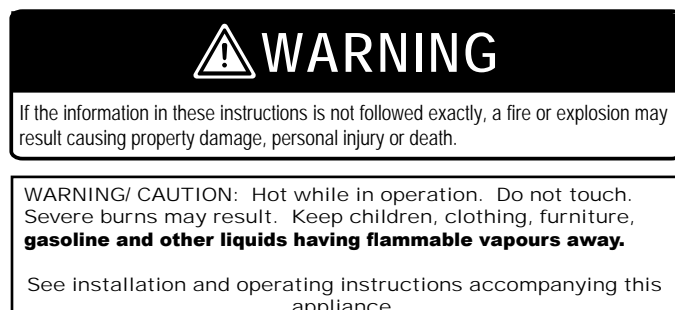 WARNING
If the information in these instructions is not followed exactly, a fire or explosion may
result causing property damage, personal injury or death.
WARNING/ CAUTION: Hot while in operation. Do not touch.
Severe burns may result. Keep children, clothing, furniture,
gasoline and other liquids having flammable vapours away.
See installation and operating instructions accompanying this
appliance